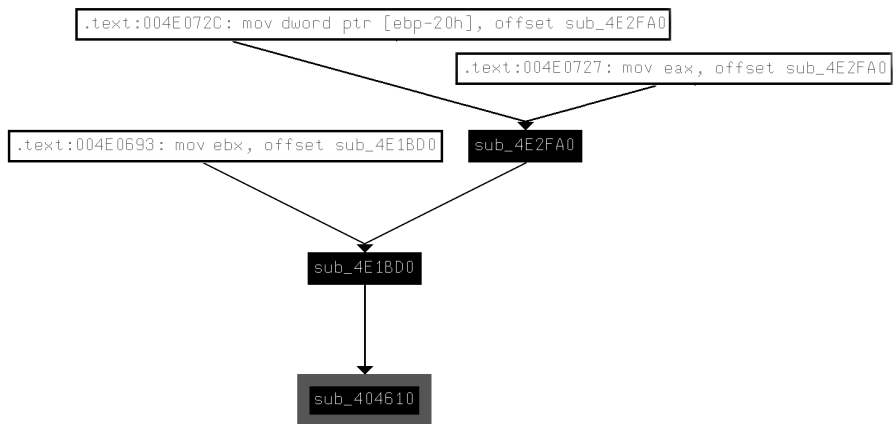 .text:004E072C: mov dword ptr [ebp-20h], offset sub_4E2FA0
.text:004E0727: mov eax, offset sub_4E2FA0
.text:004E0693: mov ebx, offset sub_4E1BD0
sub_4E2FA0
sub_4E1BD0
sub_404610